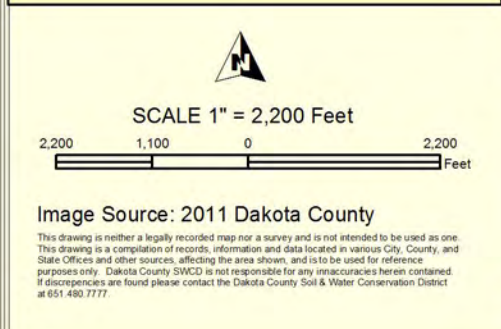 N
SCALE 1" = 2,200 Feet
2,200 1,100 0 2,200
Feet
Image Source: 2011 Dakota County
This drawing is neither a legally recorded map nor a survey and is not intended to be used as one.
This drawing is a compilation of records, information and data located in various City, County, and
State Offices and other sources, affecting the area shown, and is to be used for reference
purposes only. Dakota County SWCD is not responsible for any innaccuracies herein contained.
If discrepancies are found please contact the Dakota County Soil & Water Conservation District
at 651.480.7777.